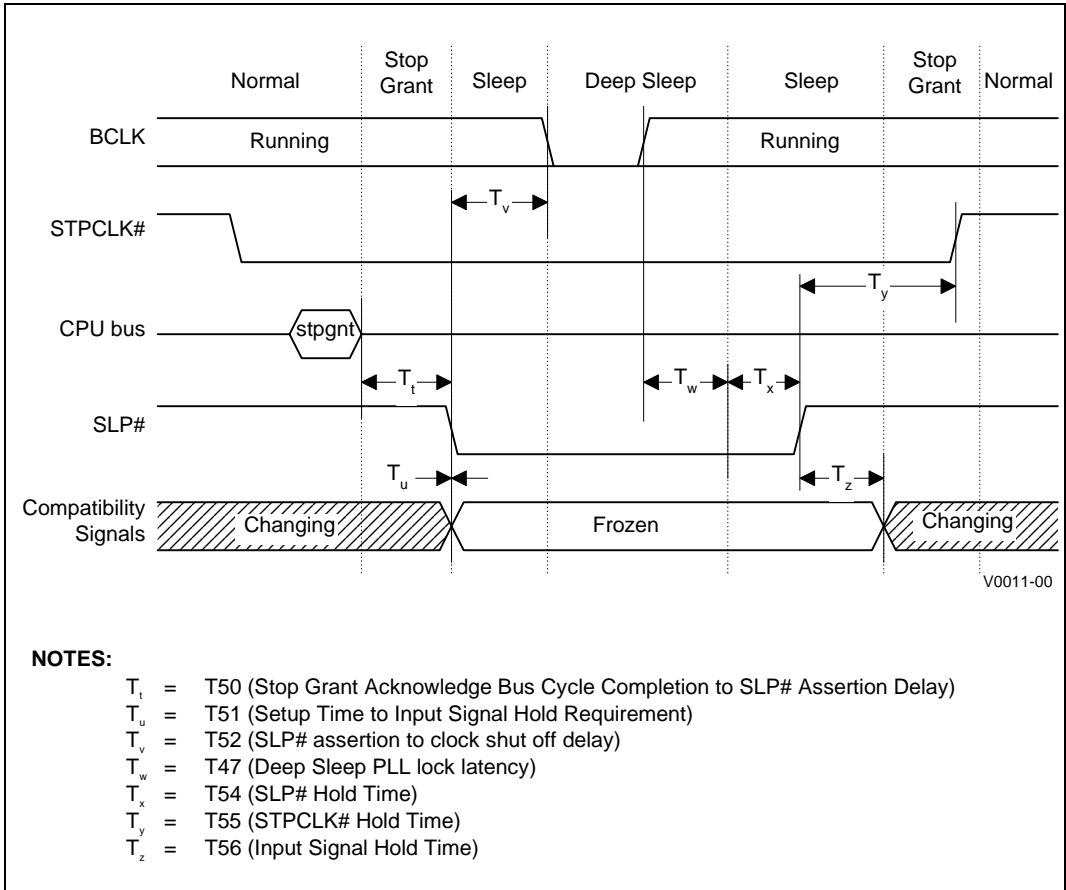 Normal Stop Grant Sleep Deep Sleep Sleep Stop Grant Normal
BCLK Running Running
Tv
STPCLK#
Ty
CPU bus stpgnt
Tt Tw Tx
SLP#
Tu Tz
Compatibility Signals Changing Frozen Changing
V0011-00
NOTES:
Tt = T50 (Stop Grant Acknowledge Bus Cycle Completion to SLP# Assertion Delay)
Tu = T51 (Setup Time to Input Signal Hold Requirement)
Tv = T52 (SLP# assertion to clock shut off delay)
Tw = T47 (Deep Sleep PLL lock latency)
Tx = T54 (SLP# Hold Time)
Ty = T55 (STPCLK# Hold Time)
Tz = T56 (Input Signal Hold Time)